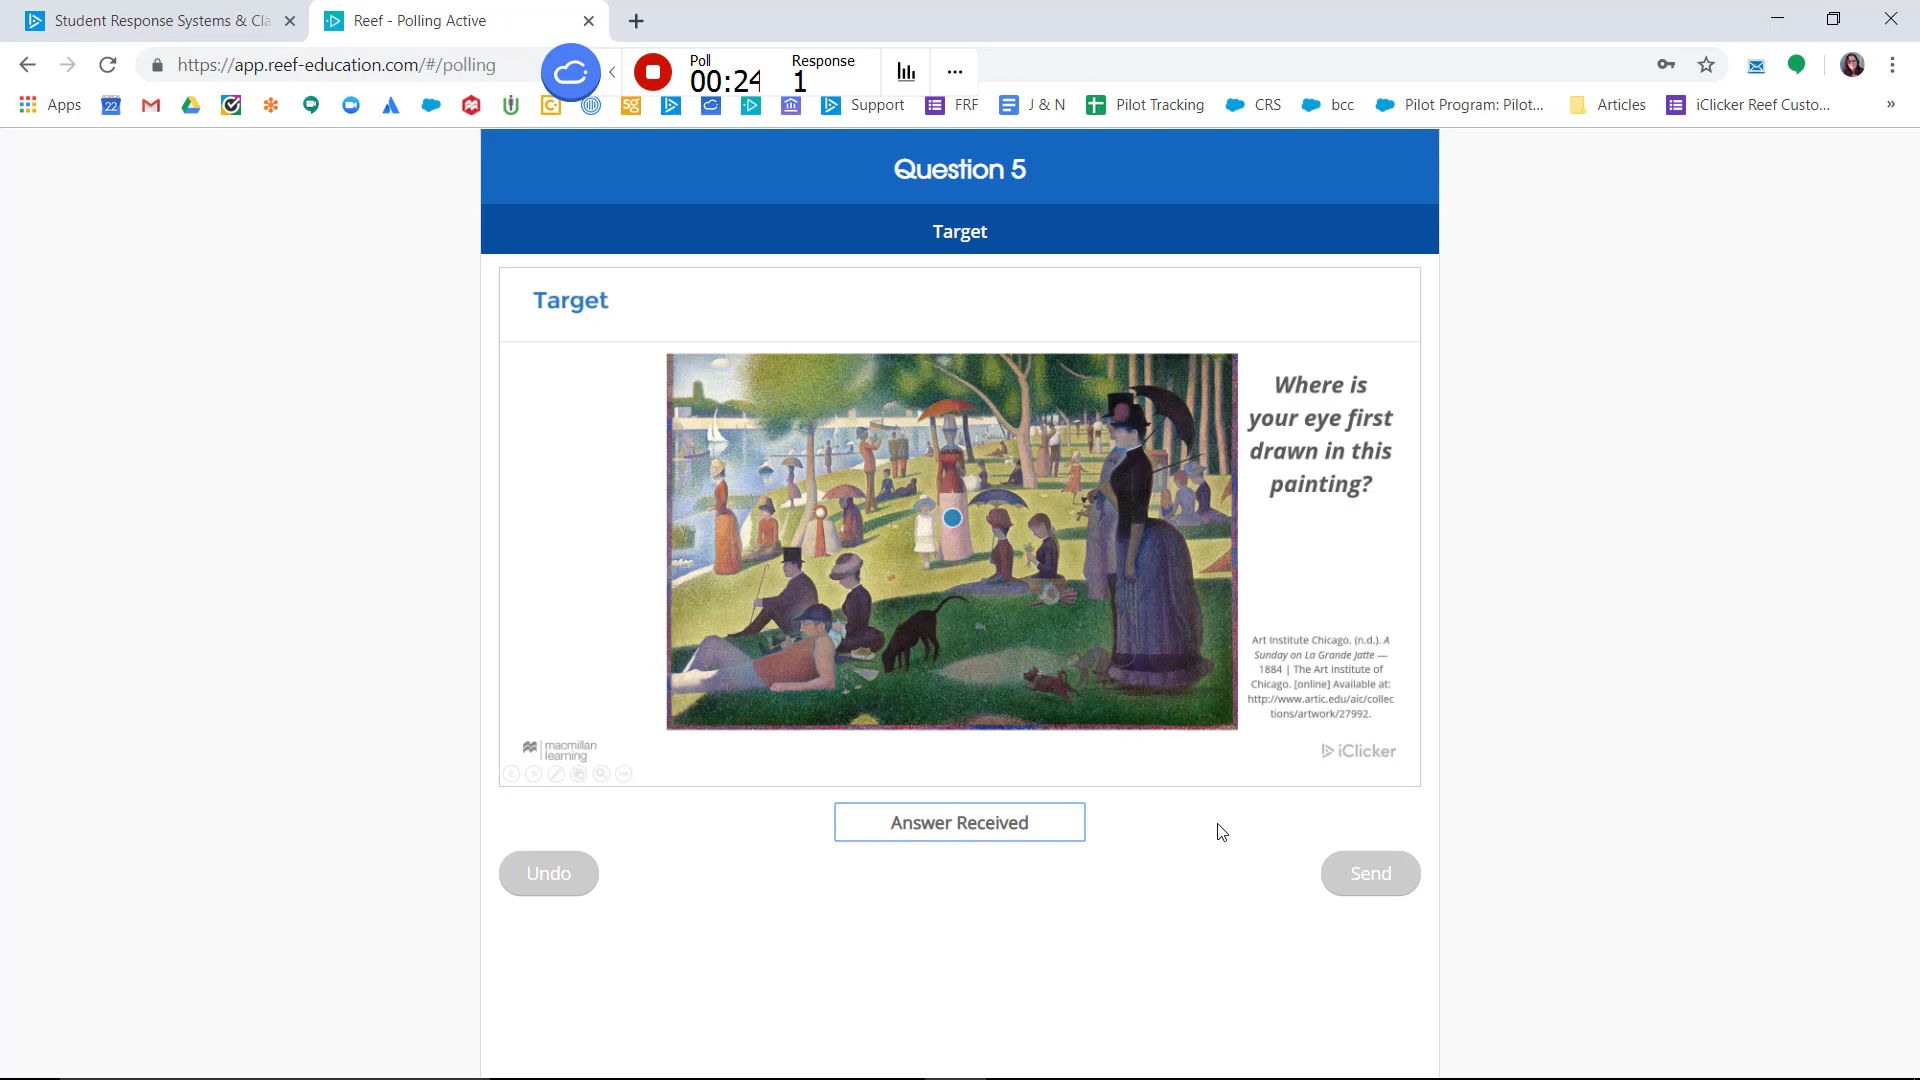 Student Response Systems & Cla
Reef - Polling Active
https://app.reef-education.com/#/polling
Poll
00:24
Response
1
Apps
22
Support
FRF
J & N
Pilot Tracking
CRS
bcc
Pilot Program: Pilot...
Articles
iClicker Reef Custo...
»
Question 5
Target
Target
Where is
your eye first
drawn in this
painting?
Art Institute Chicago. (n.d.). A
Sunday on La Grande Jatte —
1884 | The Art Institute of
Chicago. [online] Available at:
http://www.artic.edu/aic/collec
tions/artwork/27992.
macmillan
learning
iClicker
Answer Received
Undo
Send